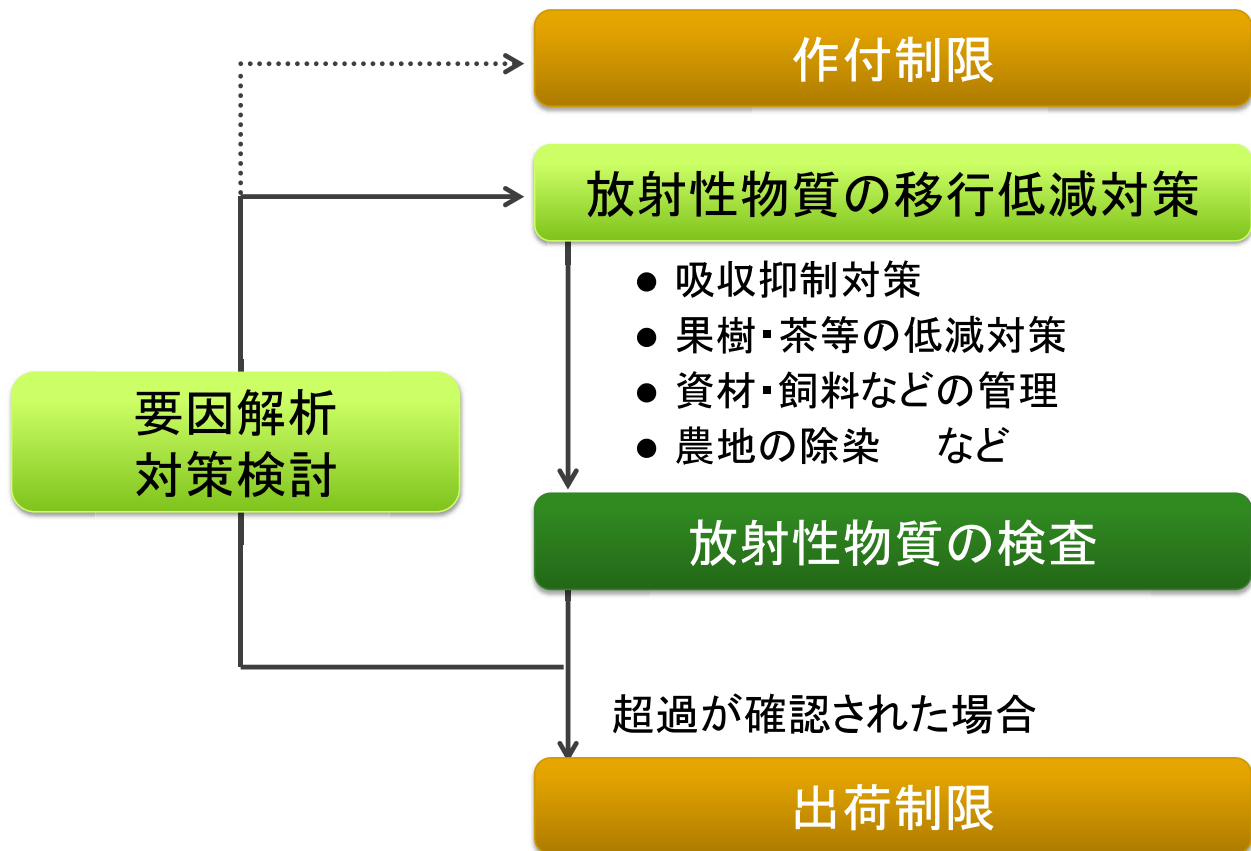 作付制限
放射性物質の移行低減対策
● 吸収抑制対策
● 果樹・茶等の低減対策
● 資材・飼料などの管理
● 農地の除染　など
要因解析
対策検討
放射性物質の検査
超過が確認された場合
出荷制限